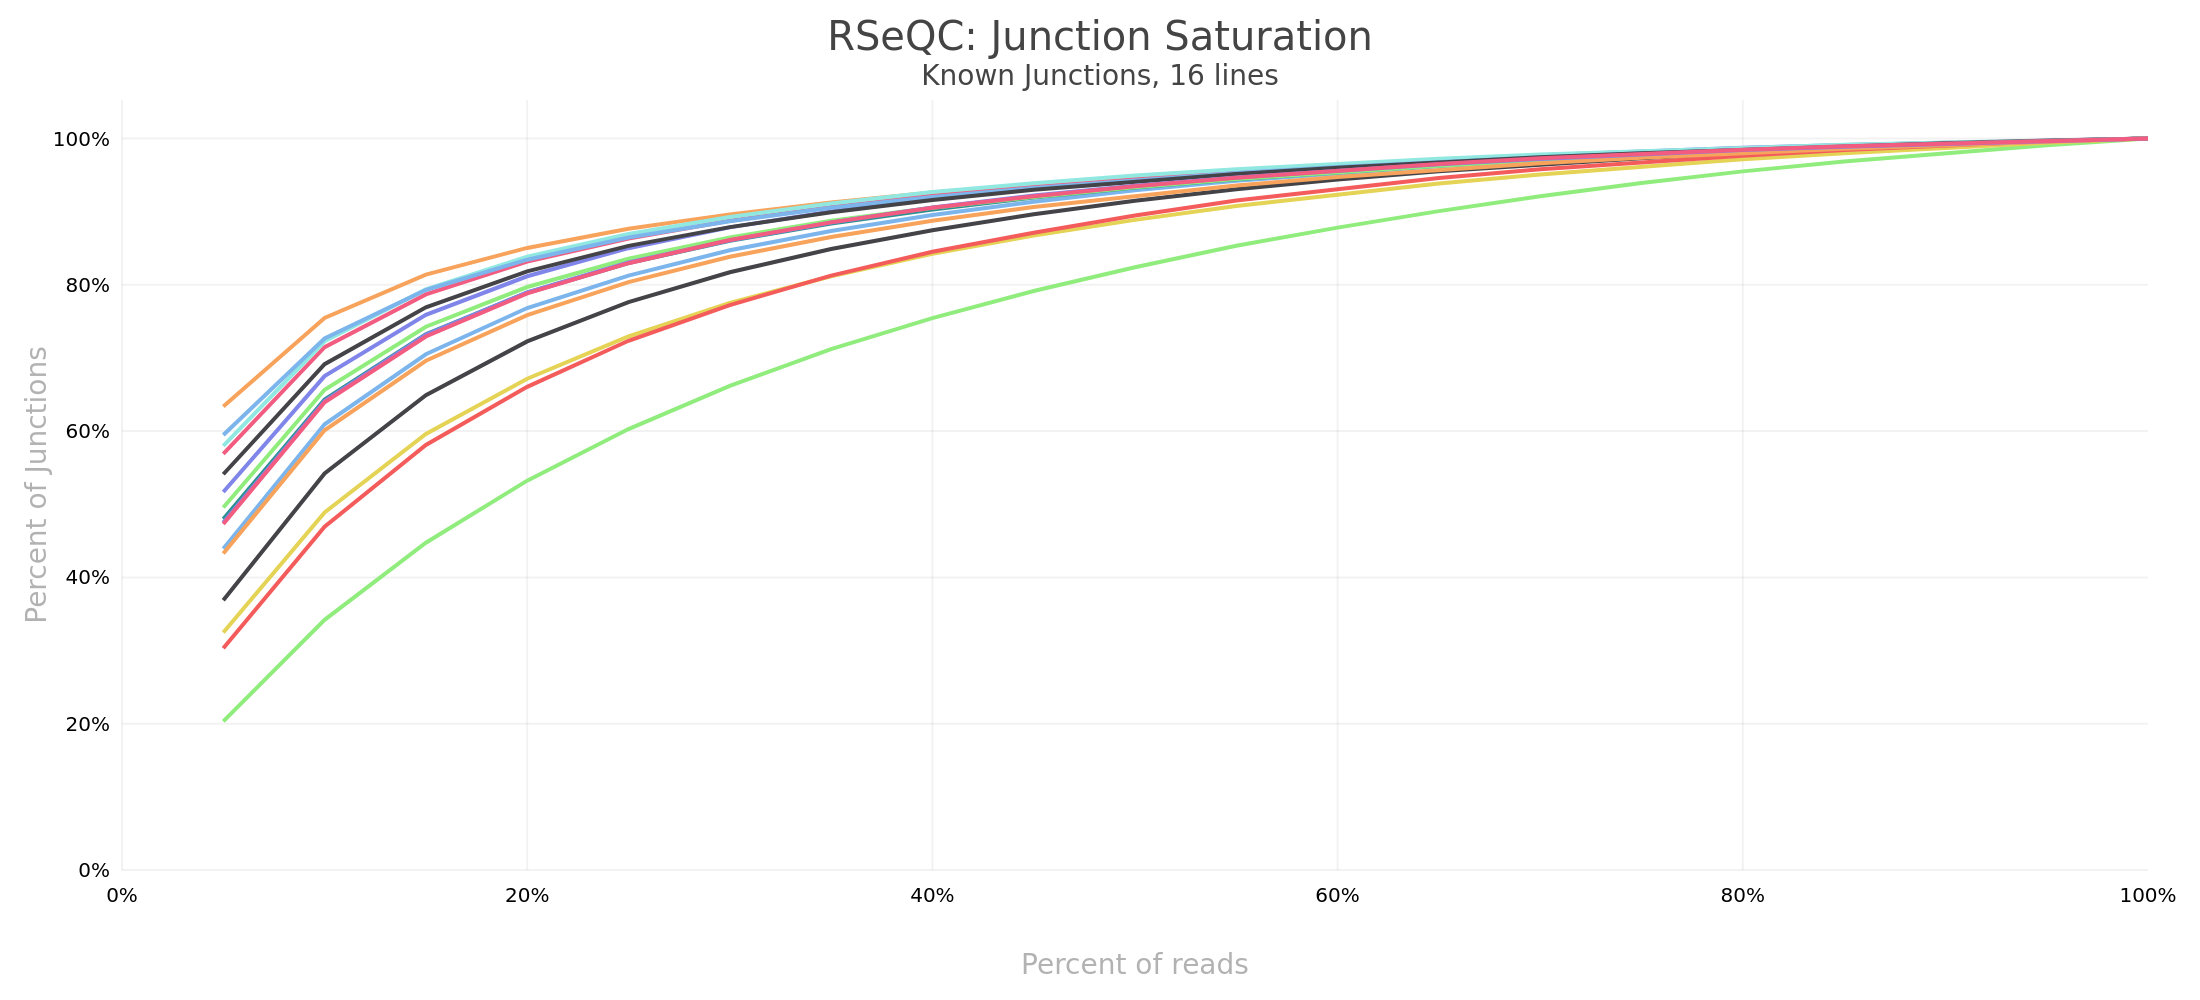 RSeQC: Junction Saturation
Known Junctions, 16 lines
Percent of Junctions
100%
80%
60%
40%
20%
0%
0% 20% 40% 60% 80% 100%
Percent of reads